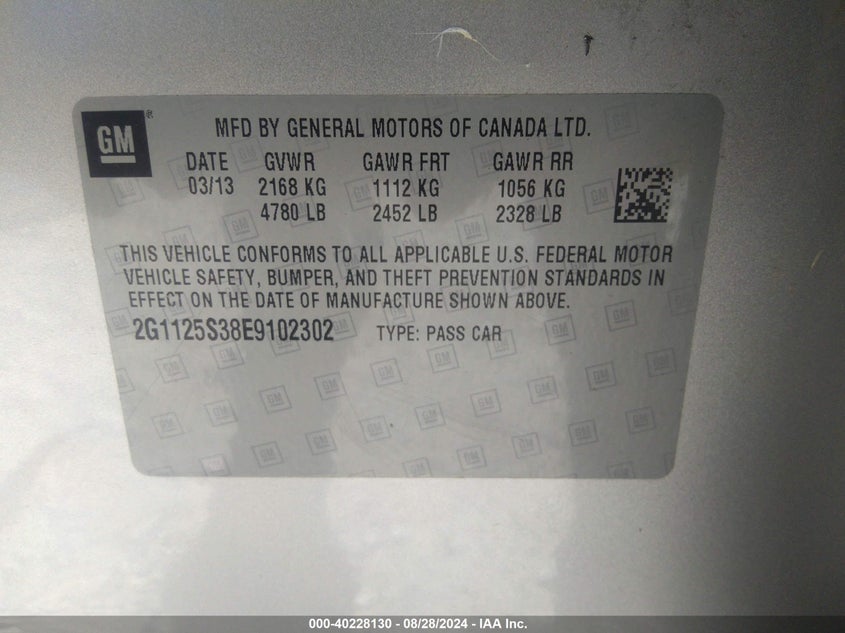 GM ®
MFD BY GENERAL MOTORS OF CANADA LTD.
DATE GVWR GAWR FRT GAWR RR
03/13 2168 KG 1112 KG 1056 KG
4780 LB 2452 LB 2328 LB
THIS VEHICLE CONFORMS TO ALL APPLICABLE U.S. FEDERAL MOTOR
VEHICLE SAFETY, BUMPER, AND THEFT PREVENTION STANDARDS IN
EFFECT ON THE DATE OF MANUFACTURE SHOWN ABOVE.
2G1125S38E9102302 TYPE: PASS CAR
000-40228130 - 08/28/2024 - IAA Inc.